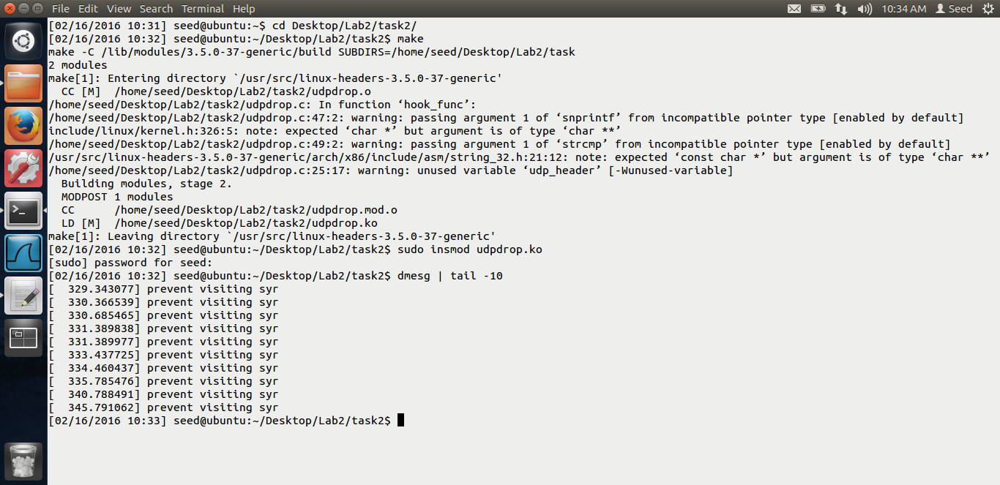 File Edit View Search Terminal Help 10:34 AM Seed
[02/16/2016 10:31] seed@ubuntu:~$ cd Desktop/Lab2/task2/
[02/16/2016 10:32] seed@ubuntu:~/Desktop/Lab2/task2$ make
make -C /lib/modules/3.5.0-37-generic/build SUBDIRS=/home/seed/Desktop/Lab2/task
2 modules
make[1]: Entering directory `/usr/src/linux-headers-3.5.0-37-generic'
  CC [M]  /home/seed/Desktop/Lab2/task2/udpdrop.o
/home/seed/Desktop/Lab2/task2/udpdrop.c: In function ‘hook_func’:
/home/seed/Desktop/Lab2/task2/udpdrop.c:47:2: warning: passing argument 1 of ‘snprintf’ from incompatible pointer type [enabled by default]
include/linux/kernel.h:326:5: note: expected ‘char *’ but argument is of type ‘char **’
/home/seed/Desktop/Lab2/task2/udpdrop.c:49:2: warning: passing argument 1 of ‘strcmp’ from incompatible pointer type [enabled by default]
/usr/src/linux-headers-3.5.0-37-generic/arch/x86/include/asm/string_32.h:21:12: note: expected ‘const char *’ but argument is of type ‘char **’
/home/seed/Desktop/Lab2/task2/udpdrop.c:25:17: warning: unused variable ‘udp_header’ [-Wunused-variable]
  Building modules, stage 2.
  MODPOST 1 modules
  CC      /home/seed/Desktop/Lab2/task2/udpdrop.mod.o
  LD [M]  /home/seed/Desktop/Lab2/task2/udpdrop.ko
make[1]: Leaving directory `/usr/src/linux-headers-3.5.0-37-generic'
[02/16/2016 10:32] seed@ubuntu:~/Desktop/Lab2/task2$ sudo insmod udpdrop.ko
[sudo] password for seed:
[02/16/2016 10:32] seed@ubuntu:~/Desktop/Lab2/task2$ dmesg | tail -10
[  329.343077] prevent visiting syr
[  330.366539] prevent visiting syr
[  330.685465] prevent visiting syr
[  331.389838] prevent visiting syr
[  331.389977] prevent visiting syr
[  333.437725] prevent visiting syr
[  334.460437] prevent visiting syr
[  335.785476] prevent visiting syr
[  340.788491] prevent visiting syr
[  345.791062] prevent visiting syr
[02/16/2016 10:33] seed@ubuntu:~/Desktop/Lab2/task2$